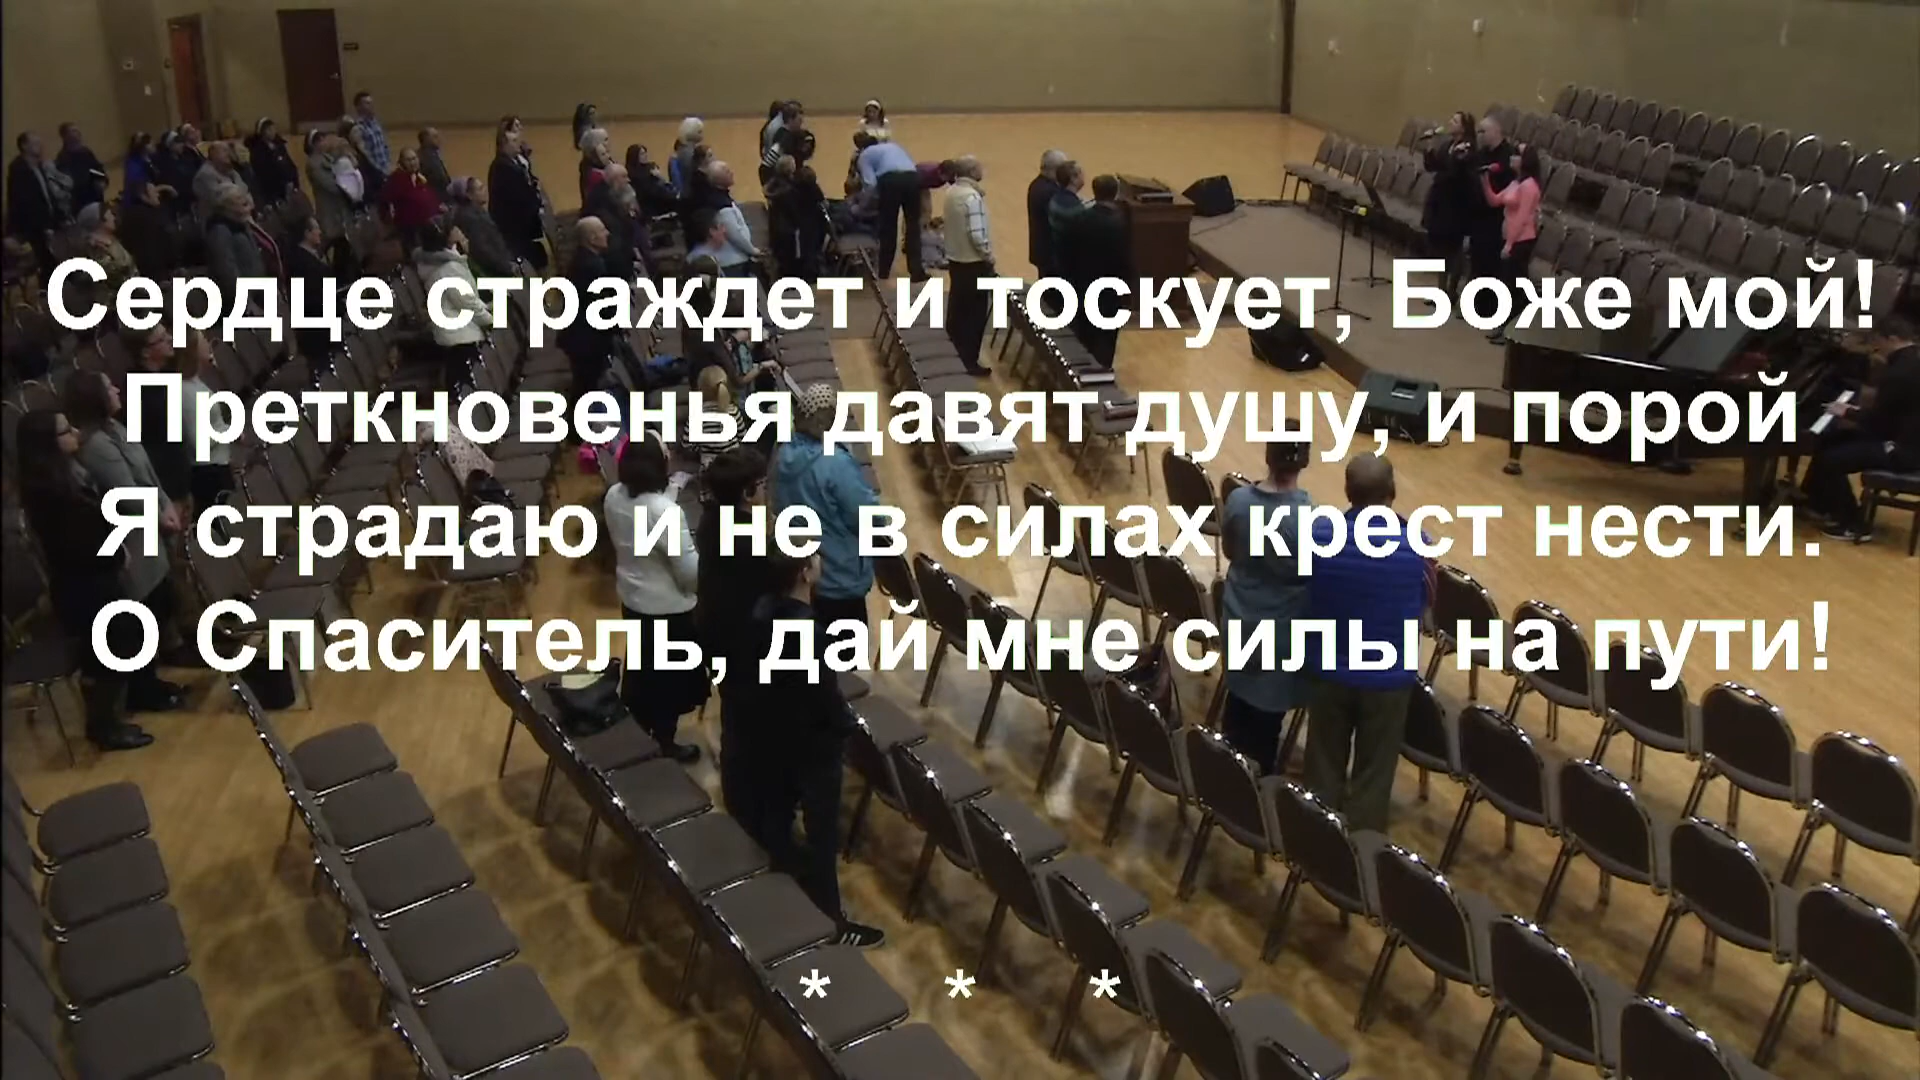 Сердце страждет и тоскует, Боже мой!
Преткновенья давят душу, и порой
Я страдаю и не в силах крест нести.
О Спаситель, дай мне силы на пути!
* * *